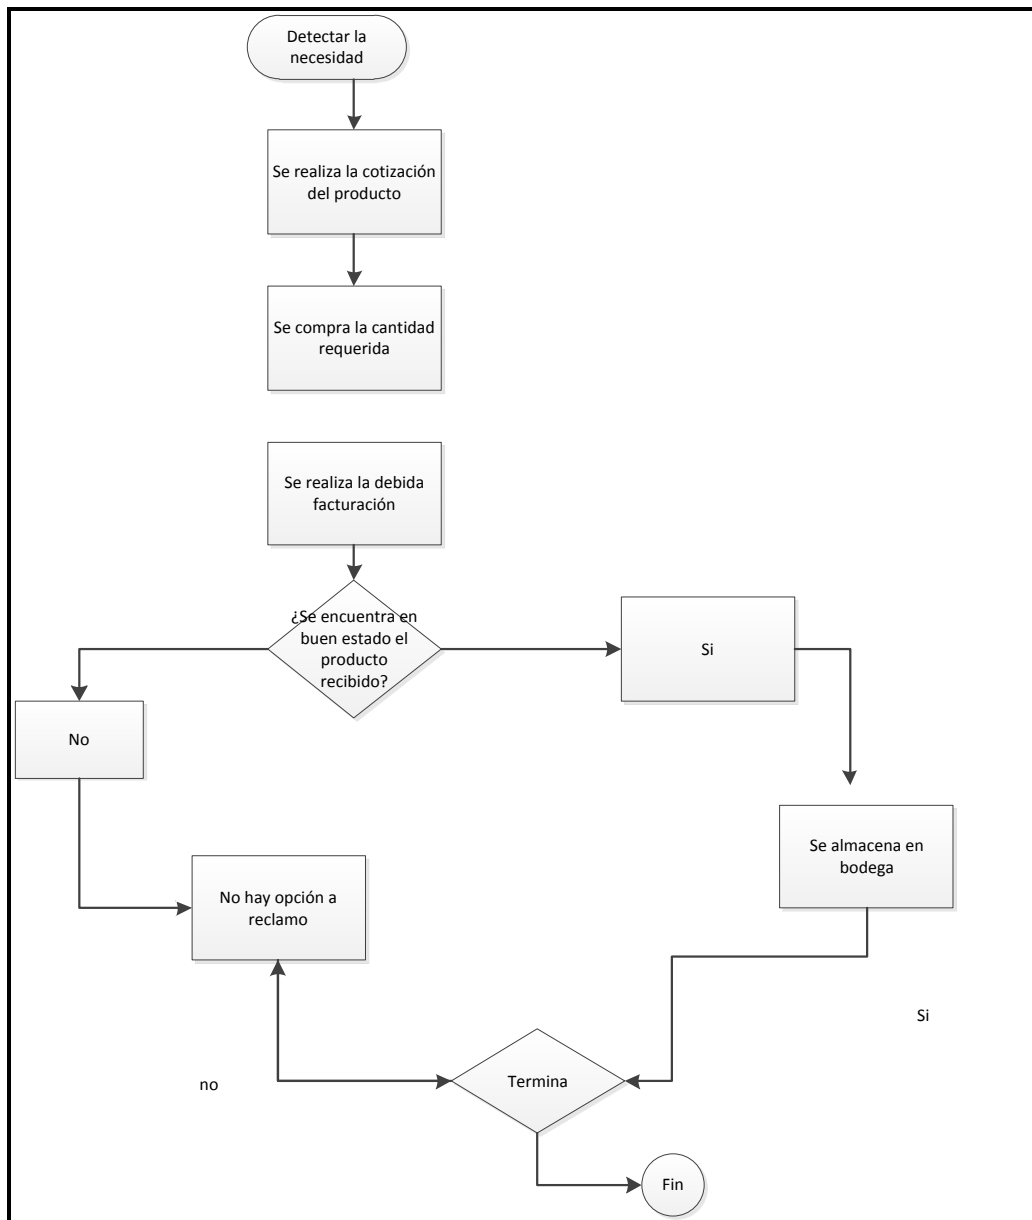 Detectar la
necesidad
Se realiza la cotización
del producto
Se compra la cantidad
requerida
Se realiza la debida
facturación
¿Se encuentra en
buen estado el
producto
recibido?
Si
No
Se almacena en
bodega
No hay opción a
reclamo
Si
no
Termina
Fin